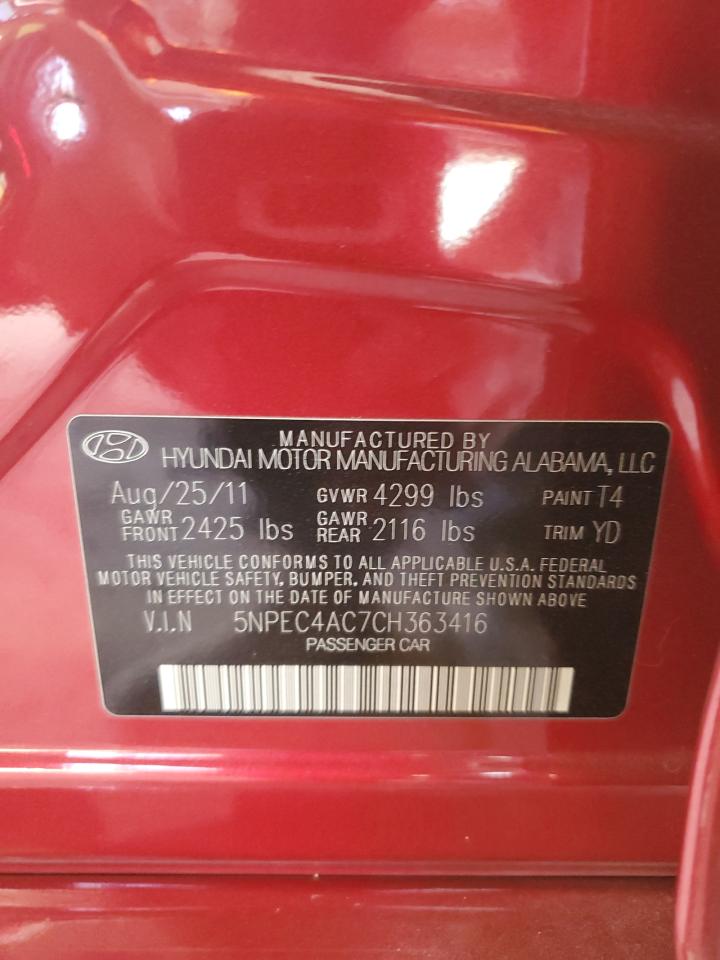 MANUFACTURED BY
HYUNDAI MOTOR MANUFACTURING ALABAMA, LLC
Aug/25/11 GVWR 4299 lbs PAINT T4
GAWR FRONT 2425 lbs GAWR REAR 2116 lbs TRIM YD
THIS VEHICLE CONFORMS TO ALL APPLICABLE U.S.A. FEDERAL
MOTOR VEHICLE SAFETY, BUMPER, AND THEFT PREVENTION STANDARDS
IN EFFECT ON THE DATE OF MANUFACTURE SHOWN ABOVE
V.I.N 5NPEC4AC7CH363416
PASSENGER CAR